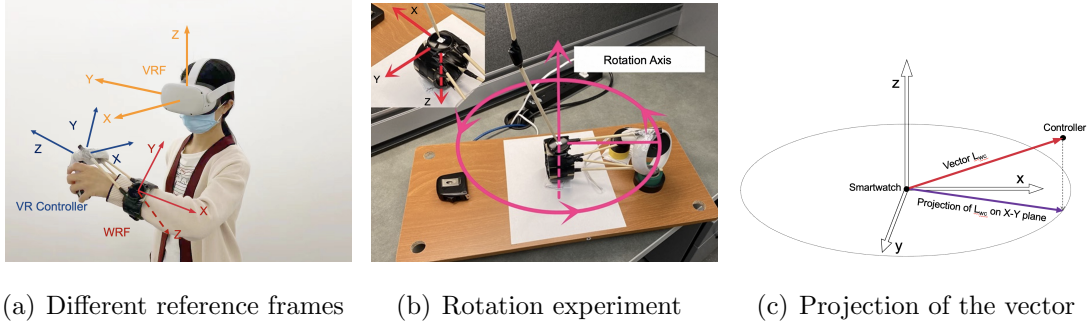 Z
VRF
Y
X
Y
Z
X
VR Controller
Y
X
WRF
Z
(a) Different reference frames
X
Y
Z
Rotation Axis
(b) Rotation experiment
Z
Controller
Vector L_wc
Smartwatch
X
Projection of L_wc on X-Y plane
y
(c) Projection of the vector